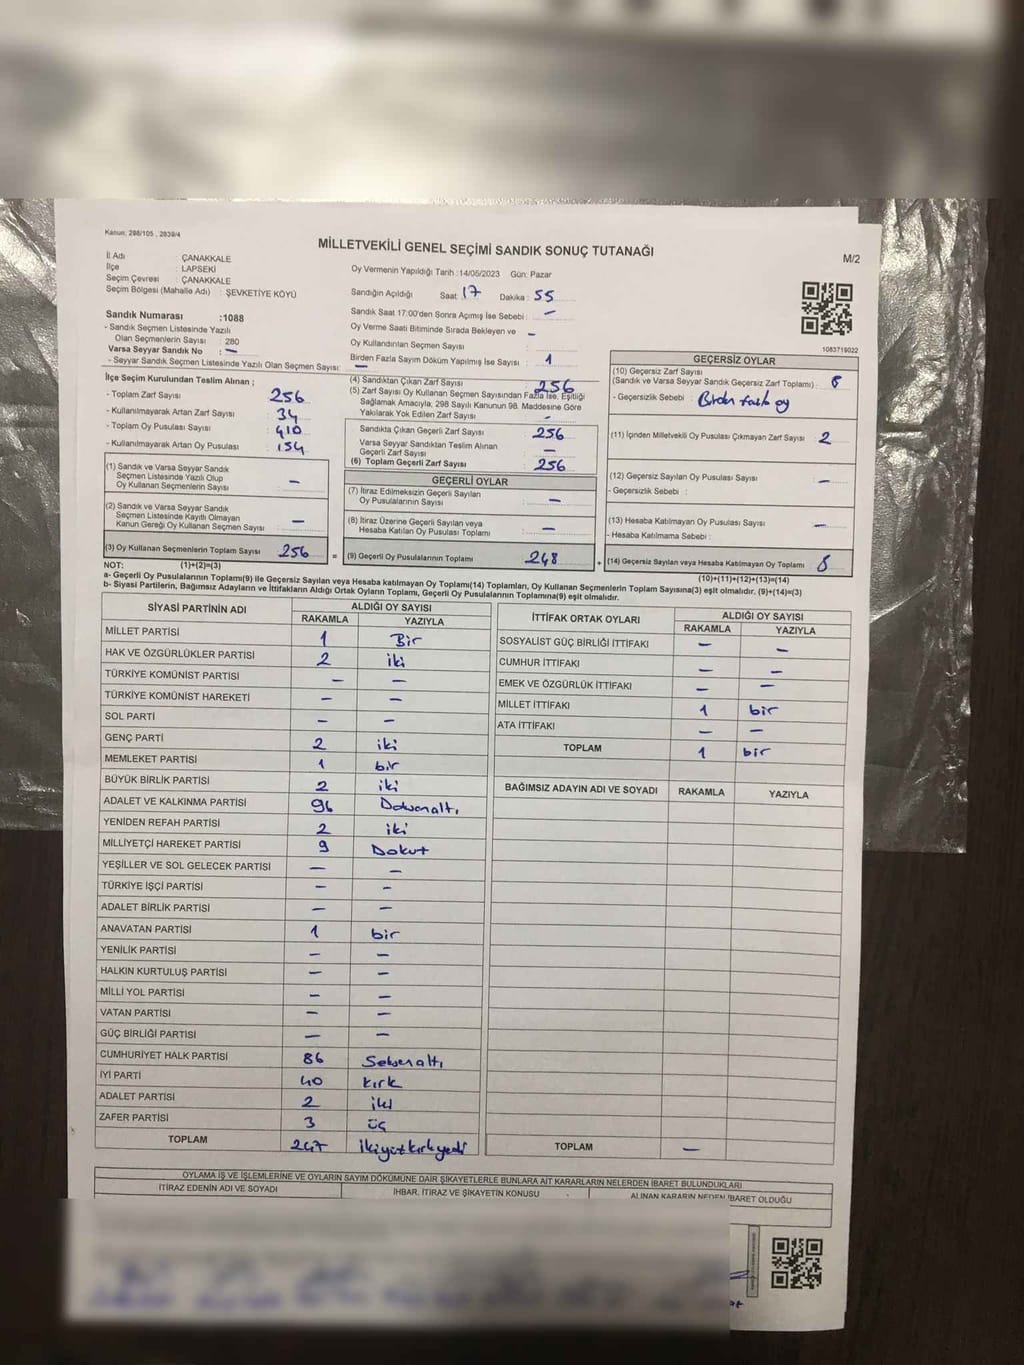 Kanun: 298/105 , 2839/4
MİLLETVEKİLİ GENEL SEÇİMİ SANDIK SONUÇ TUTANAĞI
M/2
İl Adı : ÇANAKKALE
İlçe : LAPSEKİ
Seçim Çevresi : ÇANAKKALE
Seçim Bölgesi (Mahalle Adı) : ŞEVKETİYE KÖYÜ
Oy Vermenin Yapıldığı Tarih :14/05/2023 Gün: Pazar
Sandığın Açıldığı Saat: 17 Dakika: 55
Sandık Saat 17:00'den Sonra Açımış İse Sebebi: -
Oy Verme Saati Bitiminde Sırada Bekleyen ve
Oy Kullandırılan Seçmen Sayısı -
Birden Fazla Sayım Döküm Yapılmış İse Sayısı : 1
1083719022
Sandık Numarası :1088
- Sandık Seçmen Listesinde Yazılı
Olan Seçmenlerin Sayısı : 280
Varsa Seyyar Sandık No : -
- Seyyar Sandık Seçmen Listesinde Yazılı Olan Seçmen Sayısı: -
İlçe Seçim Kurulundan Teslim Alınan ;
- Toplam Zarf Sayısı : 256
- Kullanılmayarak Artan Zarf Sayısı : 34
- Toplam Oy Pusulası Sayısı : 410
- Kullanılmayarak Artan Oy Pusulası : 154
(1) Sandık ve Varsa Seyyar Sandık
Seçmen Listesinde Yazılı Olup
Oy Kullanan Seçmenlerin Sayısı : -
(2) Sandık ve Varsa Seyyar Sandık
Seçmen Listesinde Kayıtlı Olmayan
Kanun Gereği Oy Kullanan Seçmen Sayısı : -
(3) Oy Kullanan Seçmenlerin Toplam Sayısı 256
(4) Sandıktan Çıkan Zarf Sayısı : 256
(5) Zarf Sayısı Oy Kullanan Seçmen Sayısından Fazla İse, Eşitliği
Sağlamak Amacıyla, 298 Sayılı Kanunun 98. Maddesine Göre
Yakılarak Yok Edilen Zarf Sayısı : -
Sandıkta Çıkan Geçerli Zarf Sayısı 256
Varsa Seyyar Sandıktan Teslim Alınan
Geçerli Zarf Sayısı -
(6) Toplam Geçerli Zarf Sayısı 256
GEÇERLİ OYLAR
(7) İtiraz Edilmeksizin Geçerli Sayılan
Oy Pusulalarının Sayısı -
(8) İtiraz Üzerine Geçerli Sayılan veya
Hesaba Katılan Oy Pusulası Toplamı -
= (9) Geçerli Oy Pusulalarının Toplamı 248 +
GEÇERSİZ OYLAR
(10) Geçersiz Zarf Sayısı
(Sandık ve Varsa Seyyar Sandık Geçersiz Zarf Toplamı) :
- Geçersizlik Sebebi : Birden fazla oy
(11) İçinden Milletvekili Oy Pusulası Çıkmayan Zarf Sayısı 2
(12) Geçersiz Sayılan Oy Pusulası Sayısı -
- Geçersizlik Sebebi :
(13) Hesaba Katılmayan Oy Pusulası Sayısı -
- Hesaba Katılmama Sebebi :
(14) Geçersiz Sayılan veya Hesaba Katılmayan Oy Toplamı 8
NOT: (1)+(2)=(3)
(10)+(11)+(12)+(13)=(14)
a- Geçerli Oy Pusulasının Toplamı(9) ile Geçersiz Sayılan veya Hesaba katılmayan Oy Toplamı(14) Toplamları, Oy Kullanan Seçmenlerin Toplam Sayısına(3) eşit olmalıdır. (9)+(14)=(3)
b- Siyasi Partilerin, Bağımsız Adayların ve İttifakların Aldığı Ortak Oyların Toplamı, Geçerli Oy Pusulalarının Toplamına(9) eşit olmalıdır.
SİYASİ PARTİNİN ADI ALDIĞI OY SAYISI
RAKAMLA YAZIYLA
MİLLET PARTİSİ 1 Bir
HAK VE ÖZGÜRLÜKLER PARTİSİ 2 iki
TÜRKİYE KOMÜNİST PARTİSİ - -
TÜRKİYE KOMÜNİST HAREKETİ - -
SOL PARTİ - -
GENÇ PARTİ 2 iki
MEMLEKET PARTİSİ 1 bir
BÜYÜK BİRLİK PARTİSİ 2 iki
ADALET VE KALKINMA PARTİSİ 96 Doksanaltı
YENİDEN REFAH PARTİSİ 2 iki
MİLLİYETÇİ HAREKET PARTİSİ 9 Dokuz
YEŞİLLER VE SOL GELECEK PARTİSİ - -
TÜRKİYE İŞÇİ PARTİSİ - -
ADALET BİRLİK PARTİSİ - -
ANAVATAN PARTİSİ 1 bir
YENİLİK PARTİSİ - -
HALKIN KURTULUŞ PARTİSİ - -
MİLLİ YOL PARTİSİ - -
VATAN PARTİSİ - -
GÜÇ BİRLİĞİ PARTİSİ - -
CUMHURİYET HALK PARTİSİ 86 Seksenaltı
İYİ PARTİ 40 kırk
ADALET PARTİSİ 2 iki
ZAFER PARTİSİ 3 üç
TOPLAM 247 ikiyüzkırkyedi
İTTİFAK ORTAK OYLARI ALDIĞI OY SAYISI
RAKAMLA YAZIYLA
SOSYALİST GÜÇ BİRLİĞİ İTTİFAKI - -
CUMHUR İTTİFAKI - -
EMEK VE ÖZGÜRLÜK İTTİFAKI - -
MİLLET İTTİFAKI 1 bir
ATA İTTİFAKI - -
TOPLAM 1 bir
BAĞIMSIZ ADAYIN ADI VE SOYADI RAKAMLA YAZIYLA
TOPLAM -
OYLAMA İŞ VE İŞLEMLERİNE VE OYLARIN SAYIM DÖKÜMÜNE DAİR ŞİKAYETLERLE BUNLARA AİT KARARLARIN NELERDEN İBARET BULUNDUKLARI
İTİRAZ EDENİN ADI VE SOYADI İHBAR, İTİRAZ VE ŞİKAYETİN KONUSU ALINAN KARARIN NEDEN İBARET OLDUĞU